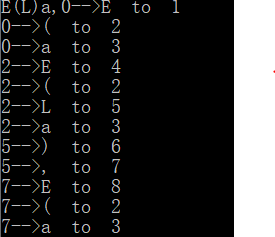 E(L)a,0-->E  to  1
0-->(  to  2
0-->a  to  3
2-->E  to  4
2-->(  to  2
2-->L  to  5
2-->a  to  3
5-->)  to  6
5-->,  to  7
7-->E  to  8
7-->(  to  2
7-->a  to  3